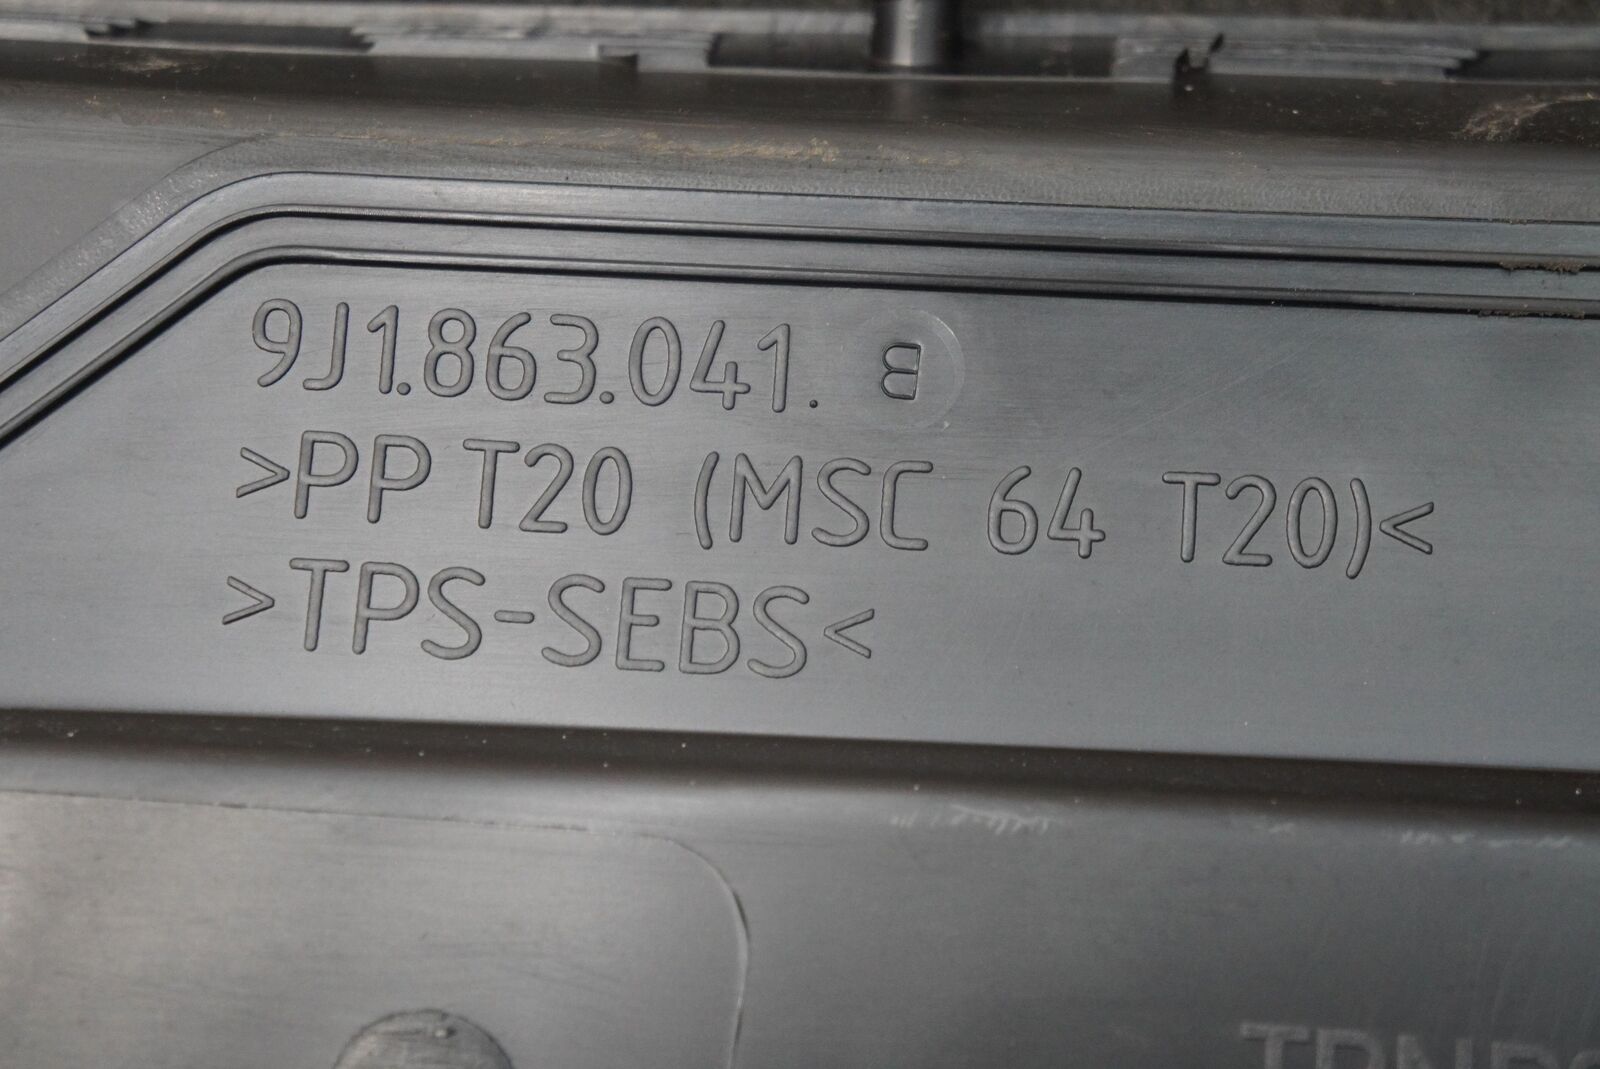 9J1.863.041. B
>PP T20 (MSC 64 T20)<
>TPS-SEBS<